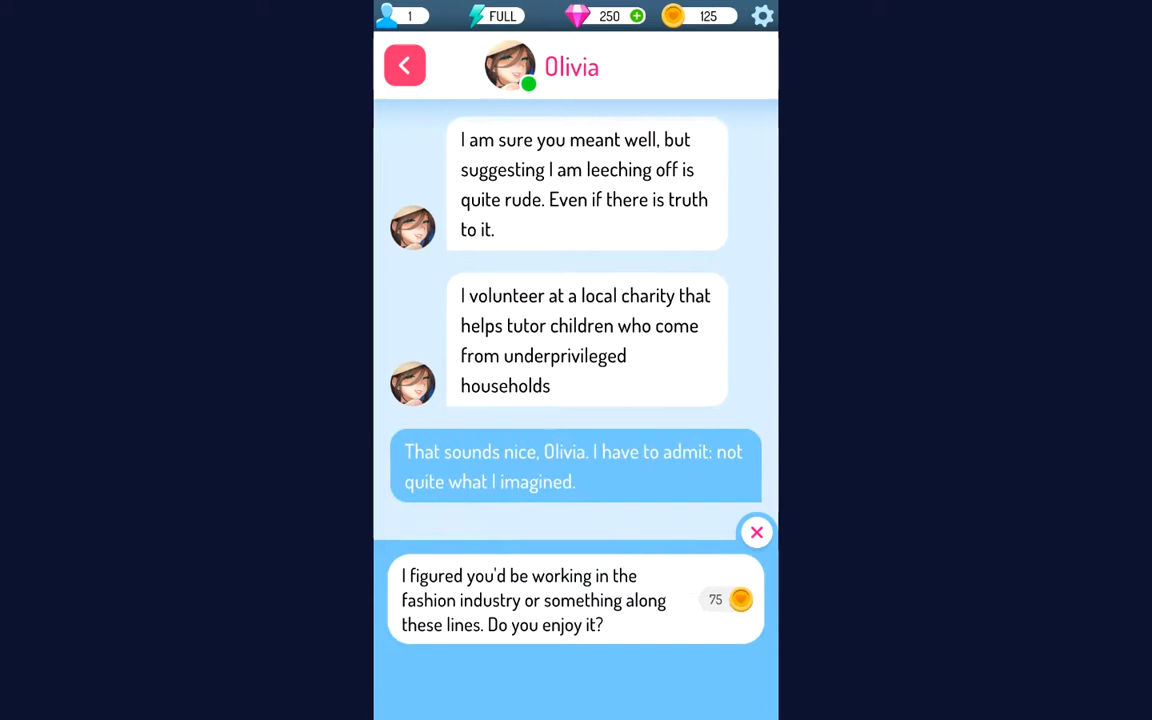 1
FULL
250
125
Olivia
I am sure you meant well, but
suggesting I am leeching off is
quite rude. Even if there is truth
to it.
I volunteer at a local charity that
helps tutor children who come
from underprivileged
households
That sounds nice, Olivia. I have to admit: not
quite what I imagined.
I figured you'd be working in the
fashion industry or something along
these lines. Do you enjoy it?
75